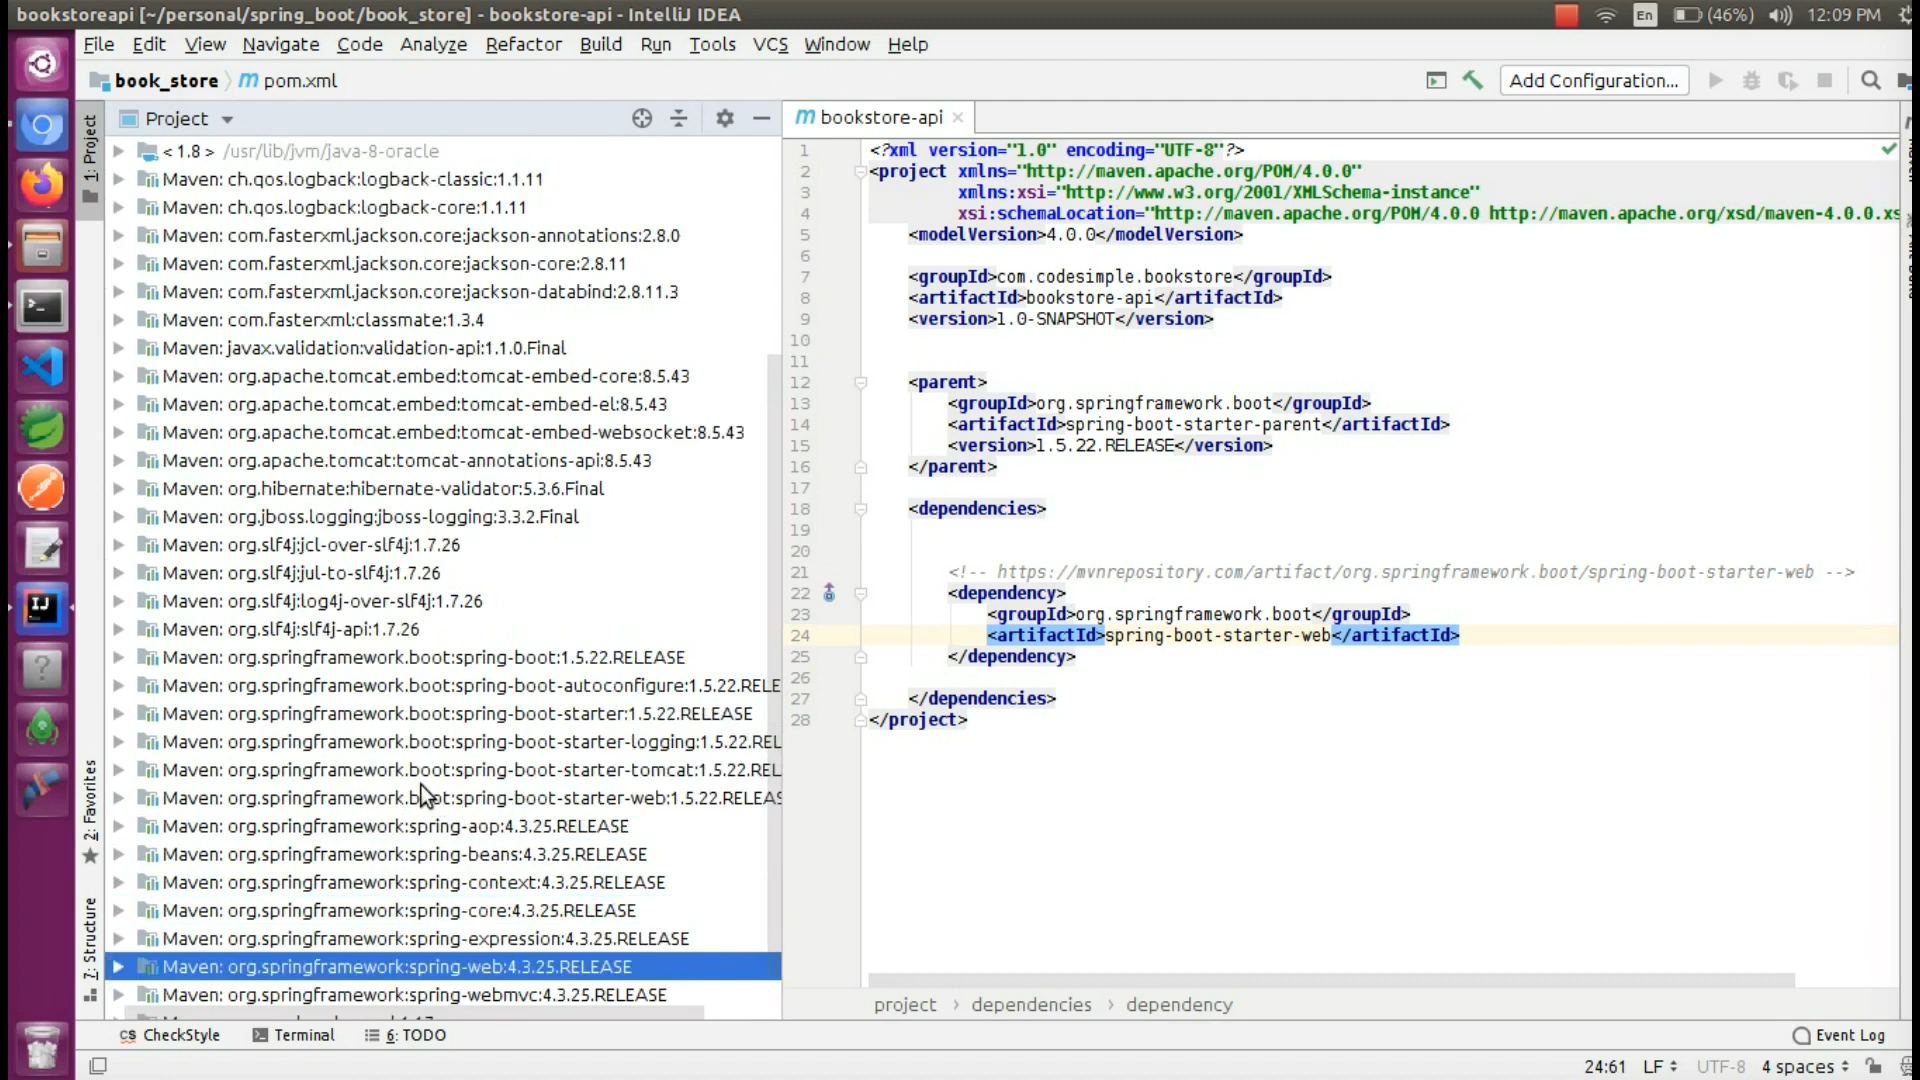 bookstoreapi [~/personal/spring_boot/book_store] - bookstore-api - IntelliJ IDEA
En
(46%)
12:09 PM
File Edit View Navigate Code Analyze Refactor Build Run Tools VCS Window Help
book_store
m pom.xml
Add Configuration...
1: Project
Project
m bookstore-api
< 1.8 > /usr/lib/jvm/java-8-oracle
Maven: ch.qos.logback:logback-classic:1.1.11
Maven: ch.qos.logback:logback-core:1.1.11
Maven: com.fasterxml.jackson.core:jackson-annotations:2.8.0
Maven: com.fasterxml.jackson.core:jackson-core:2.8.11
Maven: com.fasterxml.jackson.core:jackson-databind:2.8.11.3
Maven: com.fasterxml:classmate:1.3.4
Maven: javax.validation:validation-api:1.1.0.Final
Maven: org.apache.tomcat.embed:tomcat-embed-core:8.5.43
Maven: org.apache.tomcat.embed:tomcat-embed-el:8.5.43
Maven: org.apache.tomcat.embed:tomcat-embed-websocket:8.5.43
Maven: org.apache.tomcat:tomcat-annotations-api:8.5.43
Maven: org.hibernate:hibernate-validator:5.3.6.Final
Maven: org.jboss.logging:jboss-logging:3.3.2.Final
Maven: org.slf4j:jcl-over-slf4j:1.7.26
Maven: org.slf4j:jul-to-slf4j:1.7.26
Maven: org.slf4j:log4j-over-slf4j:1.7.26
Maven: org.slf4j:slf4j-api:1.7.26
Maven: org.springframework.boot:spring-boot:1.5.22.RELEASE
Maven: org.springframework.boot:spring-boot-autoconfigure:1.5.22.RELE
Maven: org.springframework.boot:spring-boot-starter:1.5.22.RELEASE
Maven: org.springframework.boot:spring-boot-starter-logging:1.5.22.REL
Maven: org.springframework.boot:spring-boot-starter-tomcat:1.5.22.REL
Maven: org.springframework.boot:spring-boot-starter-web:1.5.22.RELEAS
Maven: org.springframework:spring-aop:4.3.25.RELEASE
Maven: org.springframework:spring-beans:4.3.25.RELEASE
Maven: org.springframework:spring-context:4.3.25.RELEASE
Maven: org.springframework:spring-core:4.3.25.RELEASE
Maven: org.springframework:spring-expression:4.3.25.RELEASE
Maven: org.springframework:spring-web:4.3.25.RELEASE
Maven: org.springframework:spring-webmvc:4.3.25.RELEASE
1 <?xml version="1.0" encoding="UTF-8"?>
2 <project xmlns="http://maven.apache.org/POM/4.0.0"
3 xmlns:xsi="http://www.w3.org/2001/XMLSchema-instance"
4 xsi:schemaLocation="http://maven.apache.org/POM/4.0.0 http://maven.apache.org/xsd/maven-4.0.0.xs
5 <modelVersion>4.0.0</modelVersion>
6
7 <groupId>com.codesimple.bookstore</groupId>
8 <artifactId>bookstore-api</artifactId>
9 <version>1.0-SNAPSHOT</version>
10
11
12 <parent>
13 <groupId>org.springframework.boot</groupId>
14 <artifactId>spring-boot-starter-parent</artifactId>
15 <version>1.5.22.RELEASE</version>
16 </parent>
17
18 <dependencies>
19
20
21 <!-- https://mvnrepository.com/artifact/org.springframework.boot/spring-boot-starter-web -->
22 <dependency>
23 <groupId>org.springframework.boot</groupId>
24 <artifactId>spring-boot-starter-web</artifactId>
25 </dependency>
26
27 </dependencies>
28 </project>
2: Favorites
7: Structure
IJ
project > dependencies > dependency
CS CheckStyle
Terminal
6: TODO
Event Log
24:61 LF UTF-8 4 spaces